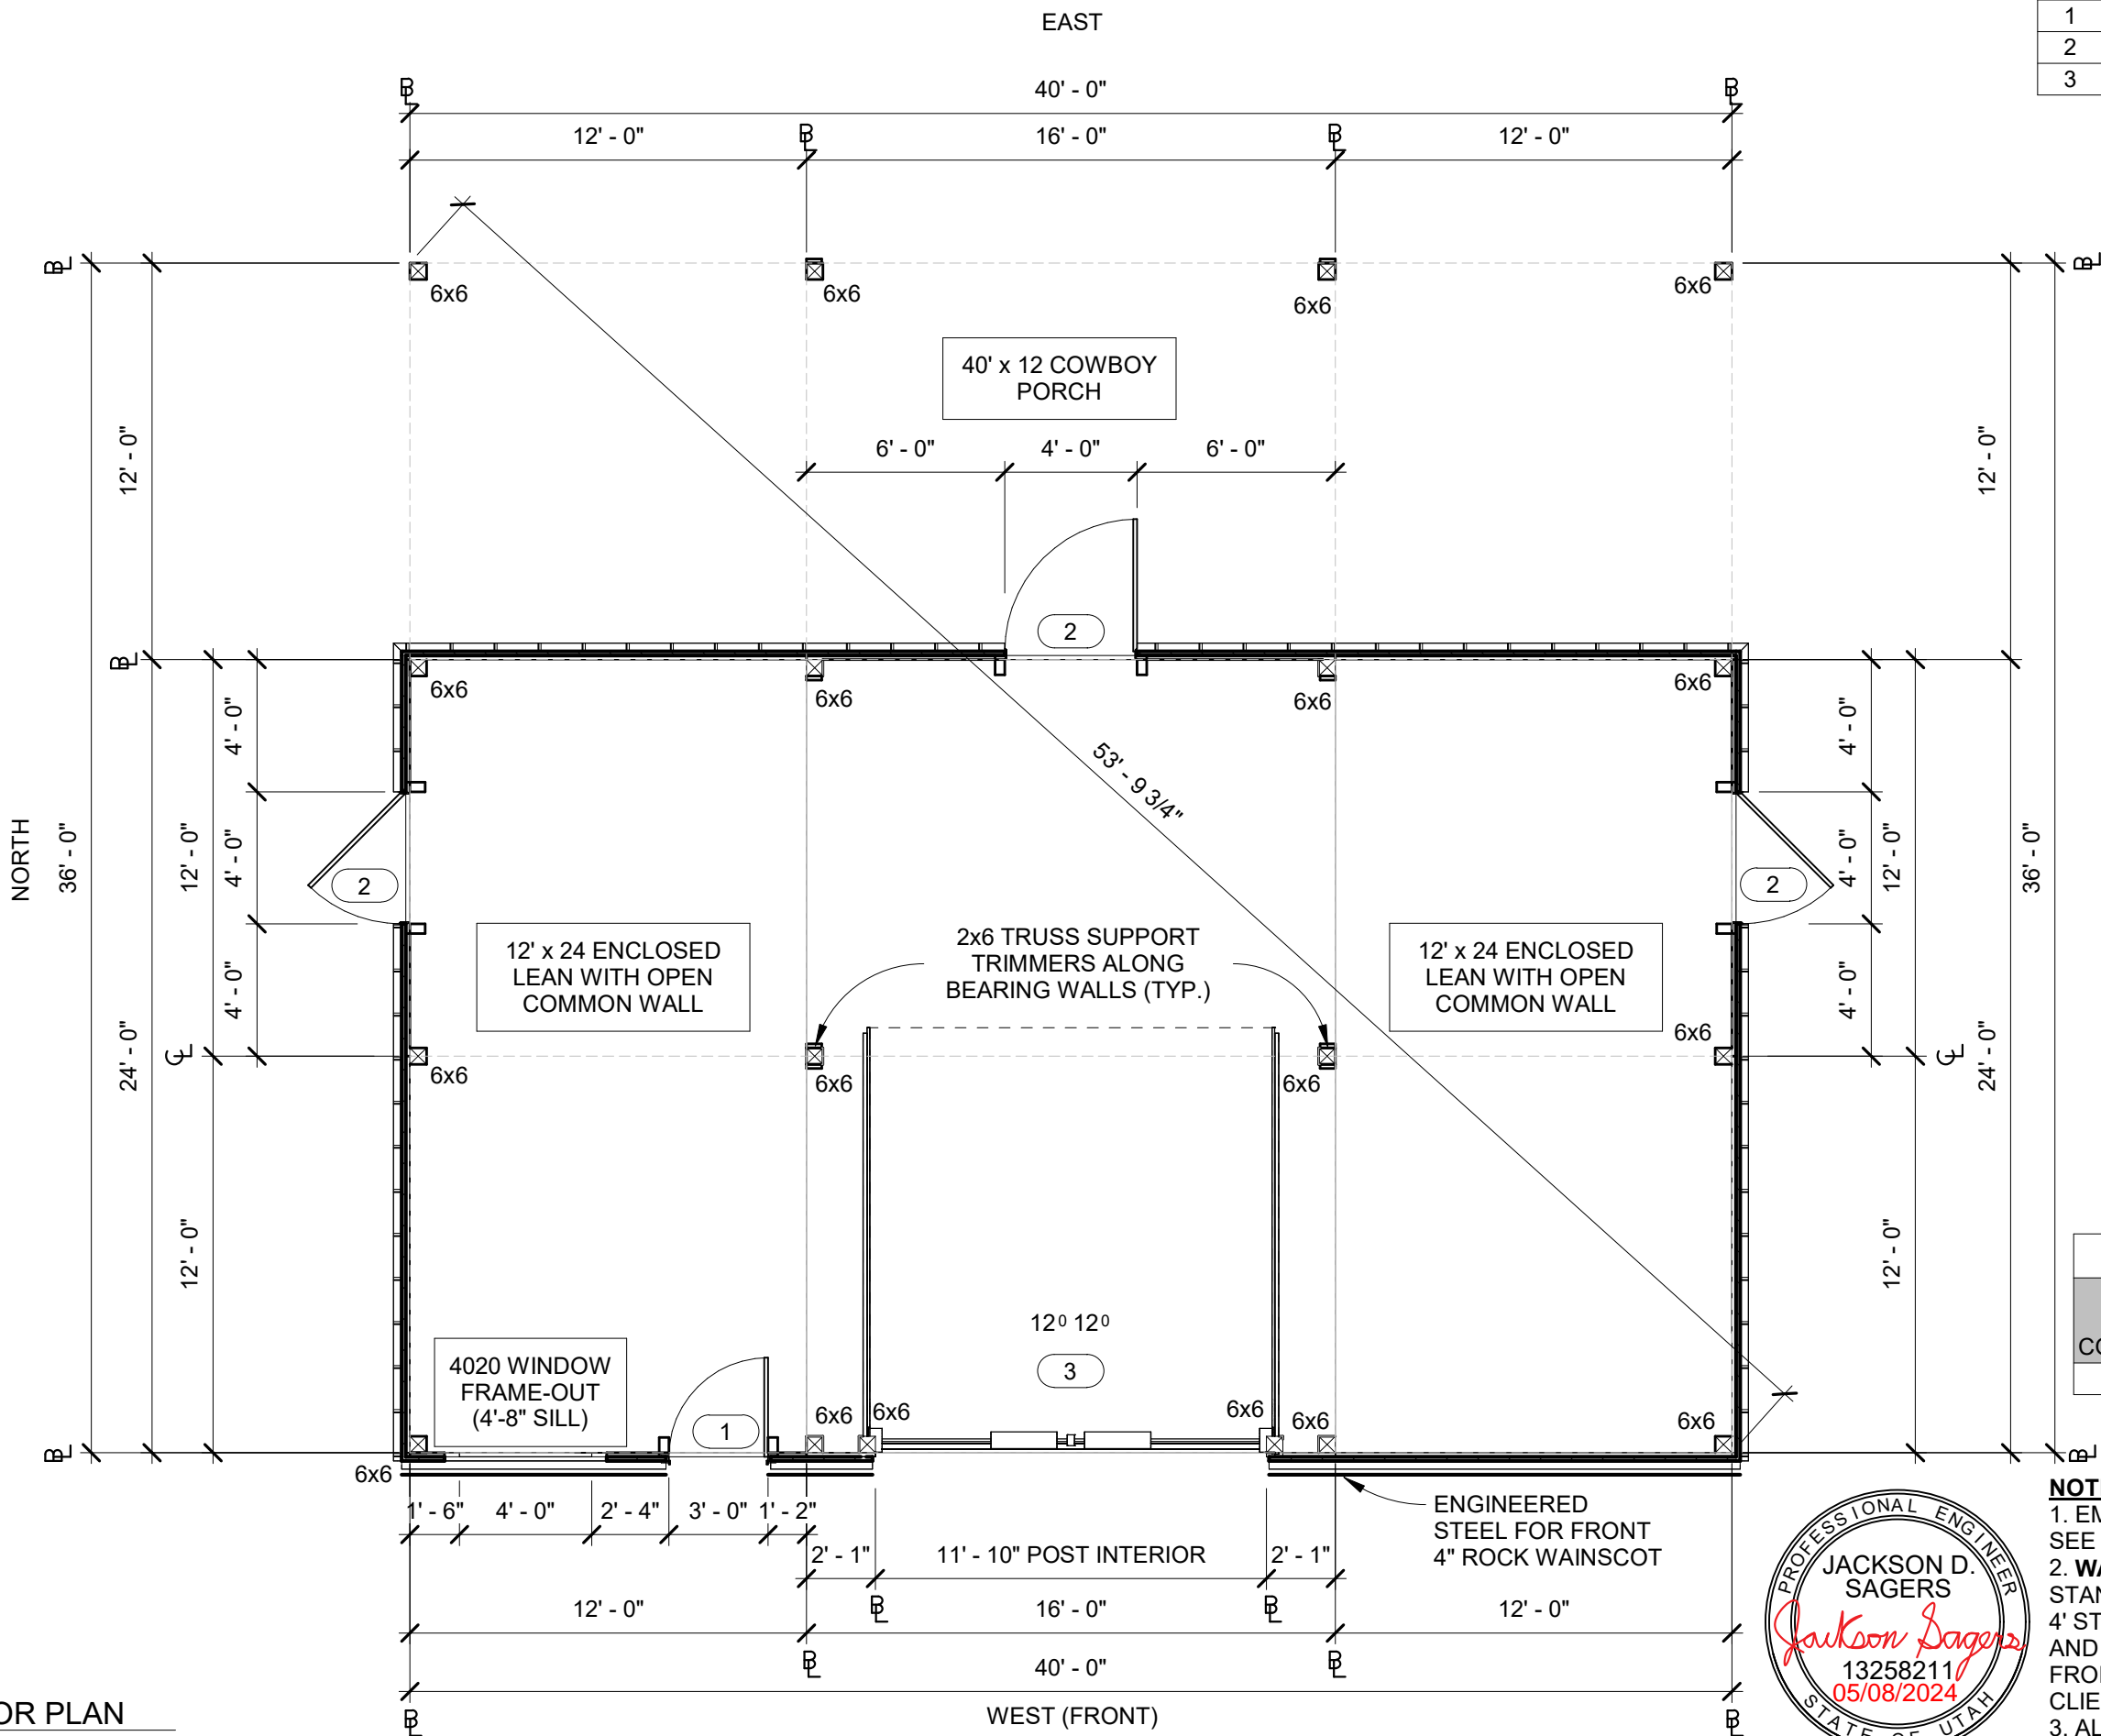 EAST
1
2
3
40' - 0"
12' - 0"
16' - 0"
12' - 0"
6x6
6x6
6x6
6x6
40' x 12 COWBOY
PORCH
6' - 0"
4' - 0"
6' - 0"
12' - 0"
12' - 0"
2
6x6
6x6
6x6
6x6
4' - 0"
4' - 0"
53' - 9 3/4"
NORTH
36' - 0"
12' - 0"
4' - 0"
2
2
4' - 0"
12' - 0"
36' - 0"
12' x 24 ENCLOSED
LEAN WITH OPEN
COMMON WALL
2x6 TRUSS SUPPORT
TRIMMERS ALONG
BEARING WALLS (TYP.)
12' x 24 ENCLOSED
LEAN WITH OPEN
COMMON WALL
4' - 0"
4' - 0"
24' - 0"
24' - 0"
6x6
6x6
6x6
6x6
12' - 0"
12' - 0"
12⁰ 12⁰
3
4020 WINDOW
FRAME-OUT
(4'-8" SILL)
1
6x6
6x6
6x6
6x6
6x6
6x6
1' - 6"
4' - 0"
2' - 4"
3' - 0"
1' - 2"
2' - 1"
11' - 10" POST INTERIOR
2' - 1"
ENGINEERED
STEEL FOR FRONT
4" ROCK WAINSCOT
12' - 0"
16' - 0"
12' - 0"
40' - 0"
WEST (FRONT)
OR PLAN
PROFESSIONAL ENGINEER
JACKSON D.
SAGERS
Jackson Sagers
13258211
05/08/2024
STATE OF UTAH
1. EM
SEE
2. WA
STAN
4' ST
AND
FRO
CLIE
3. AL